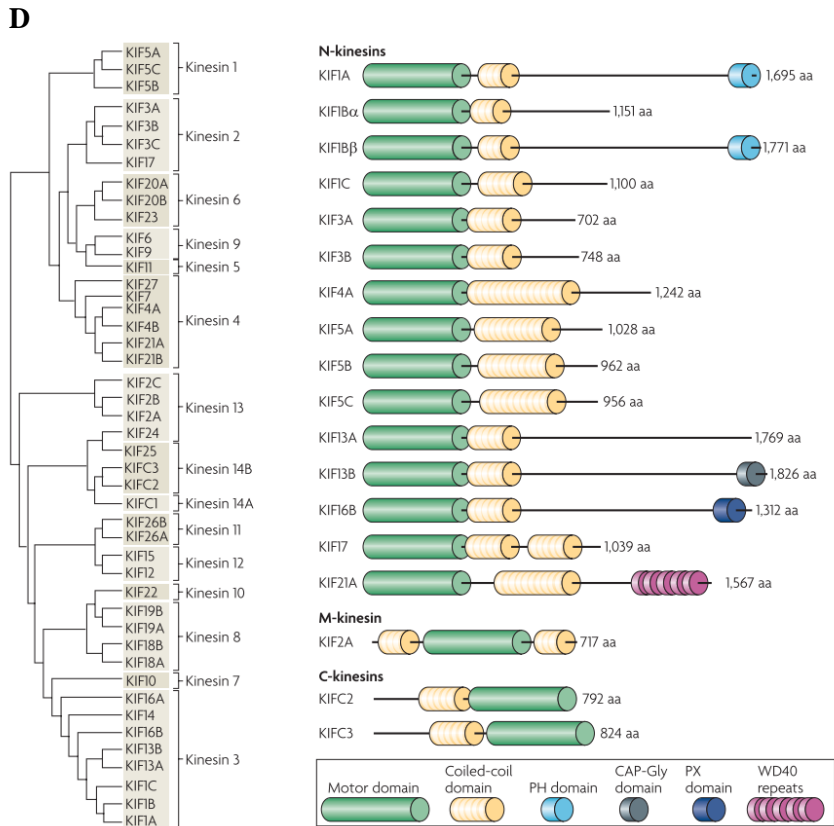 D
KIF5A
KIF5C
KIF5B
Kinesin 1
KIF3A
KIF3B
KIF3C
KIF17
Kinesin 2
KIF20A
KIF20B
KIF23
Kinesin 6
KIF6
KIF9
Kinesin 9
KIF11
Kinesin 5
KIF27
KIF7
KIF4A
KIF4B
KIF21A
KIF21B
Kinesin 4
KIF2C
KIF2B
KIF2A
KIF24
Kinesin 13
KIF25
KIFC3
KIFC2
Kinesin 14B
KIFC1
Kinesin 14A
KIF26B
KIF26A
Kinesin 11
KIF15
KIF12
Kinesin 12
KIF22
Kinesin 10
KIF19B
KIF19A
KIF18B
KIF18A
Kinesin 8
KIF10
Kinesin 7
KIF16A
KIF14
KIF16B
KIF13B
KIF13A
KIF1C
KIF1B
KIF1A
Kinesin 3
N-kinesins
KIF1A 1,695 aa
KIF1Bα 1,151 aa
KIF1Bβ 1,771 aa
KIF1C 1,100 aa
KIF3A 702 aa
KIF3B 748 aa
KIF4A 1,242 aa
KIF5A 1,028 aa
KIF5B 962 aa
KIF5C 956 aa
KIF13A 1,769 aa
KIF13B 1,826 aa
KIF16B 1,312 aa
KIF17 1,039 aa
KIF21A 1,567 aa
M-kinesin
KIF2A 717 aa
C-kinesins
KIFC2 792 aa
KIFC3 824 aa
Motor domain
Coiled-coil
domain
PH domain
CAP-Gly
domain
PX
domain
WD40
repeats